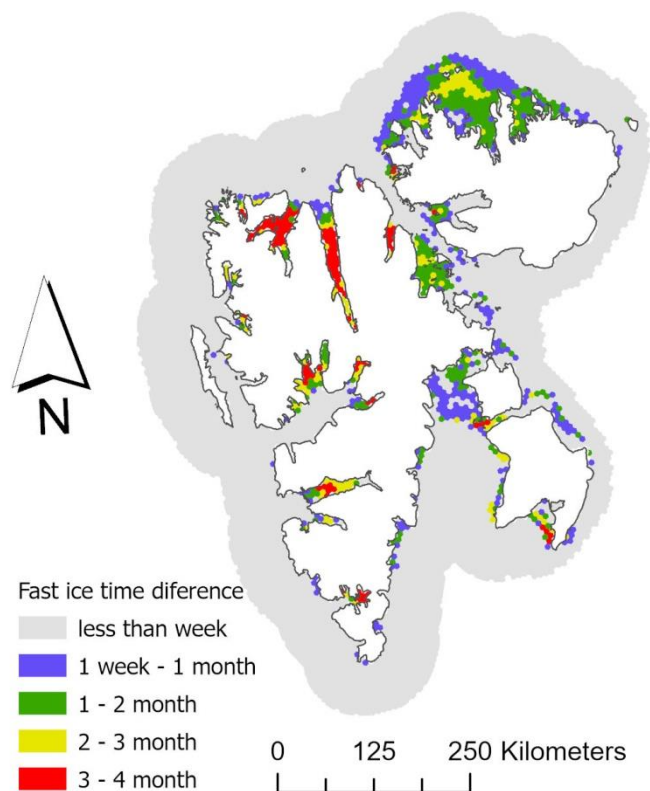 N
Fast ice time diference
less than week
1 week - 1 month
1 - 2 month
2 - 3 month
3 - 4 month
0 125 250 Kilometers